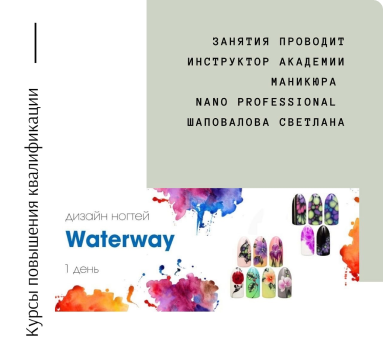 ЗАНЯТИЯ ПРОВОДИТ
ИНСТРУКТОР АКАДЕМИИ
МАНИКЮРА
NANO PROFESSIONAL
ШАПОВАЛОВА СВЕТЛАНА
Курсы повышения квалификации
дизайн ногтей
Waterway
1 день